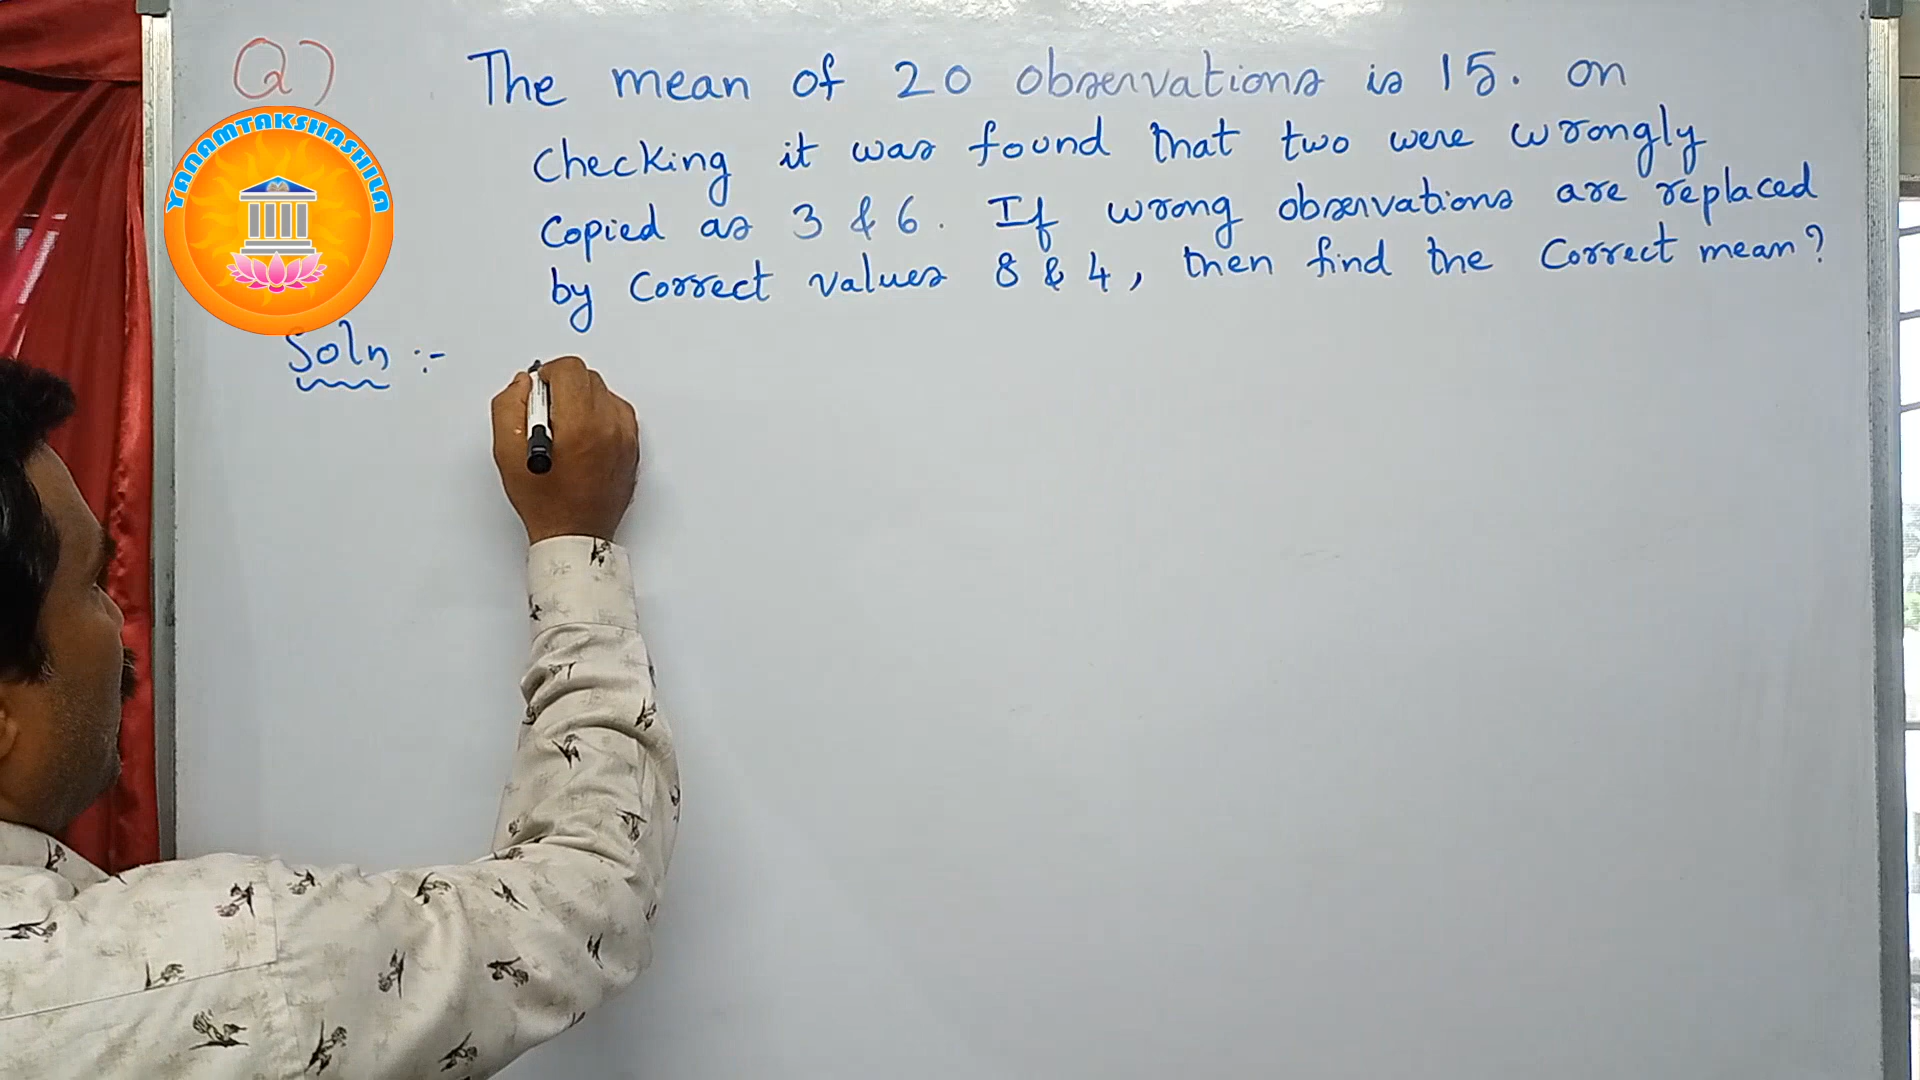 Q)
The mean of 20 observations is 15. on
checking it was found that two were wrongly
copied as 3 & 6. If wrong observations are replaced
by correct values 8 & 4, then find the correct mean?
YANAMTAKSHASHILA
Soln :-